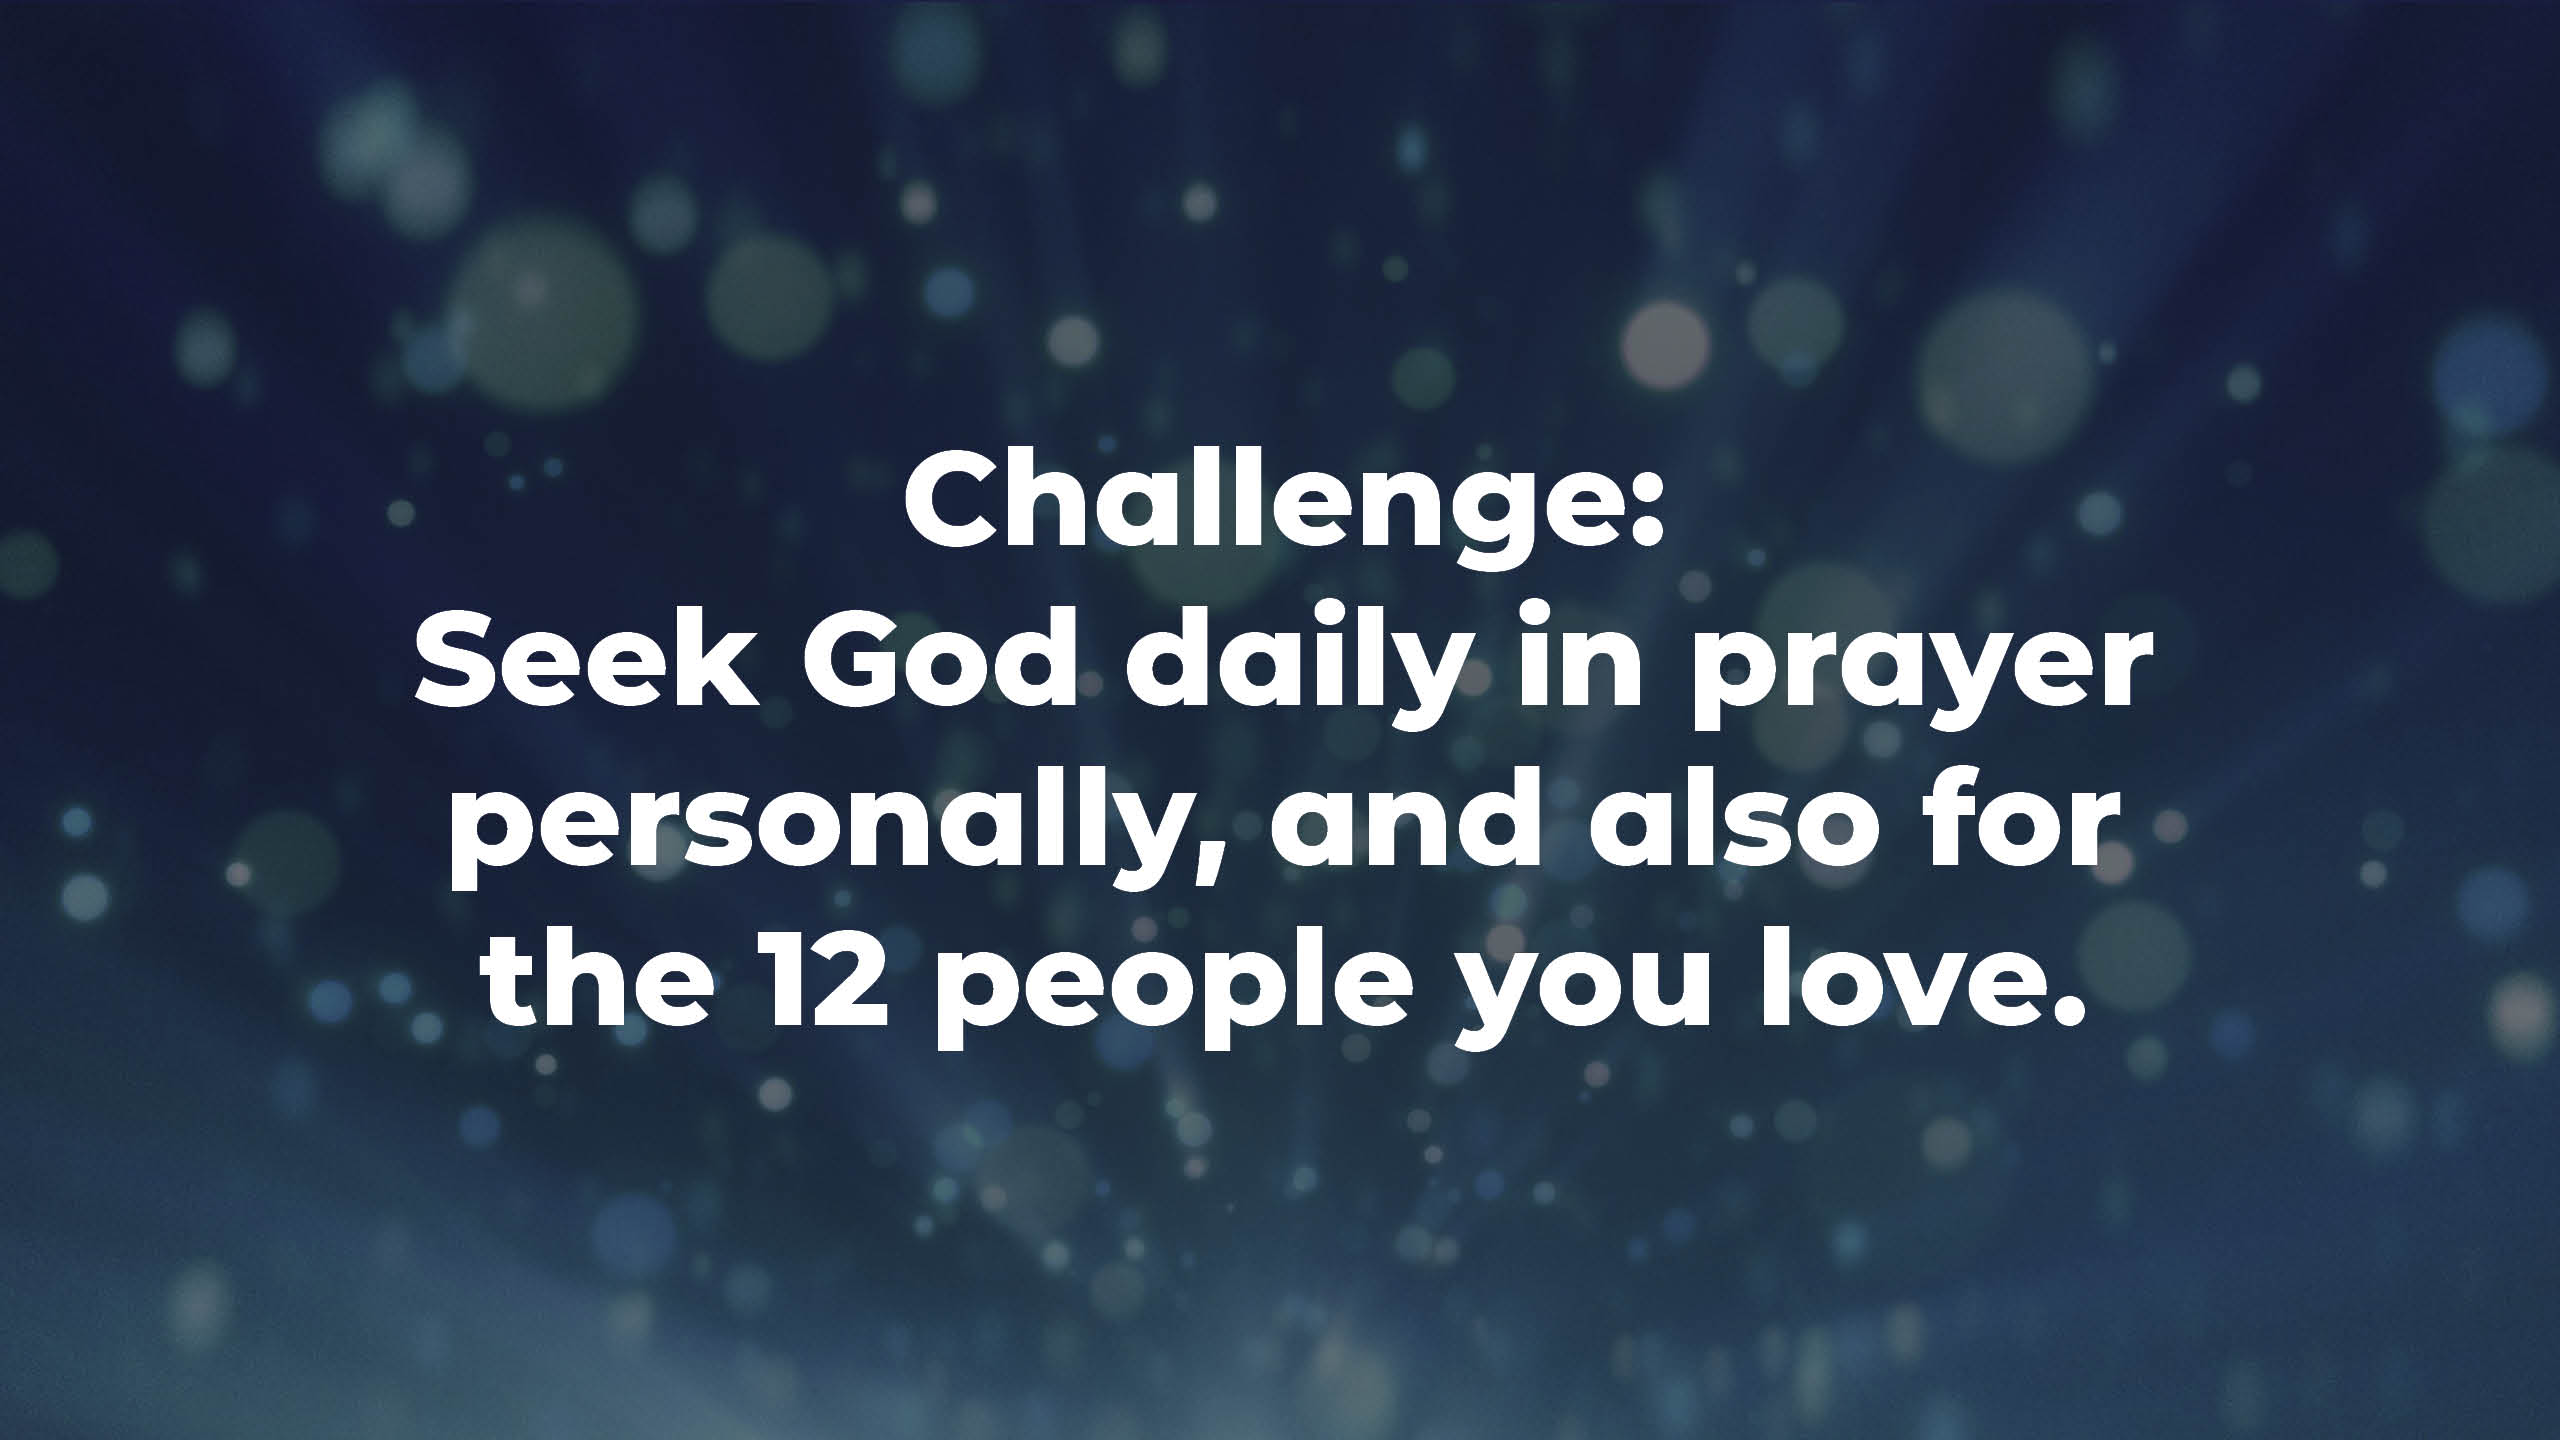 Challenge:
Seek God daily in prayer
personally, and also for
the 12 people you love.